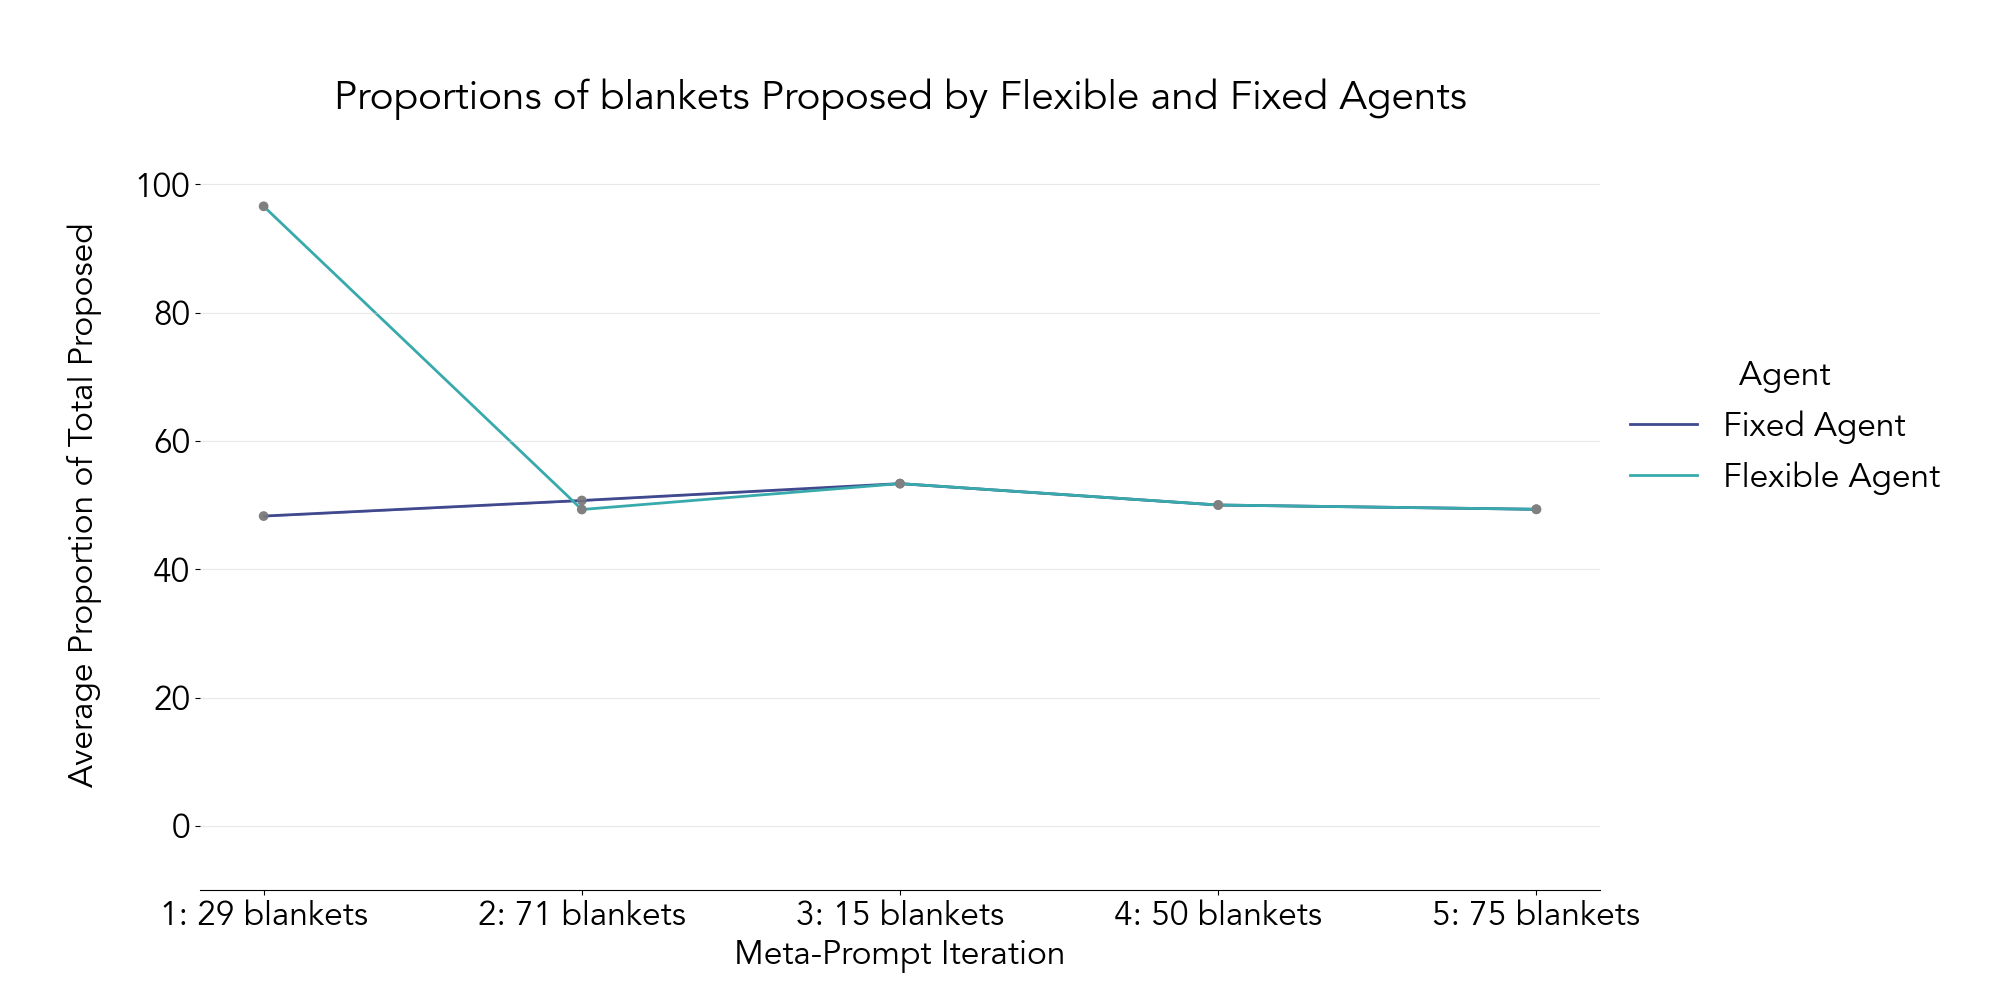 Proportions of blankets Proposed by Flexible and Fixed Agents
Average Proportion of Total Proposed
100
80
60
40
20
0
1: 29 blankets
2: 71 blankets
3: 15 blankets
4: 50 blankets
5: 75 blankets
Meta-Prompt Iteration
Agent
Fixed Agent
Flexible Agent